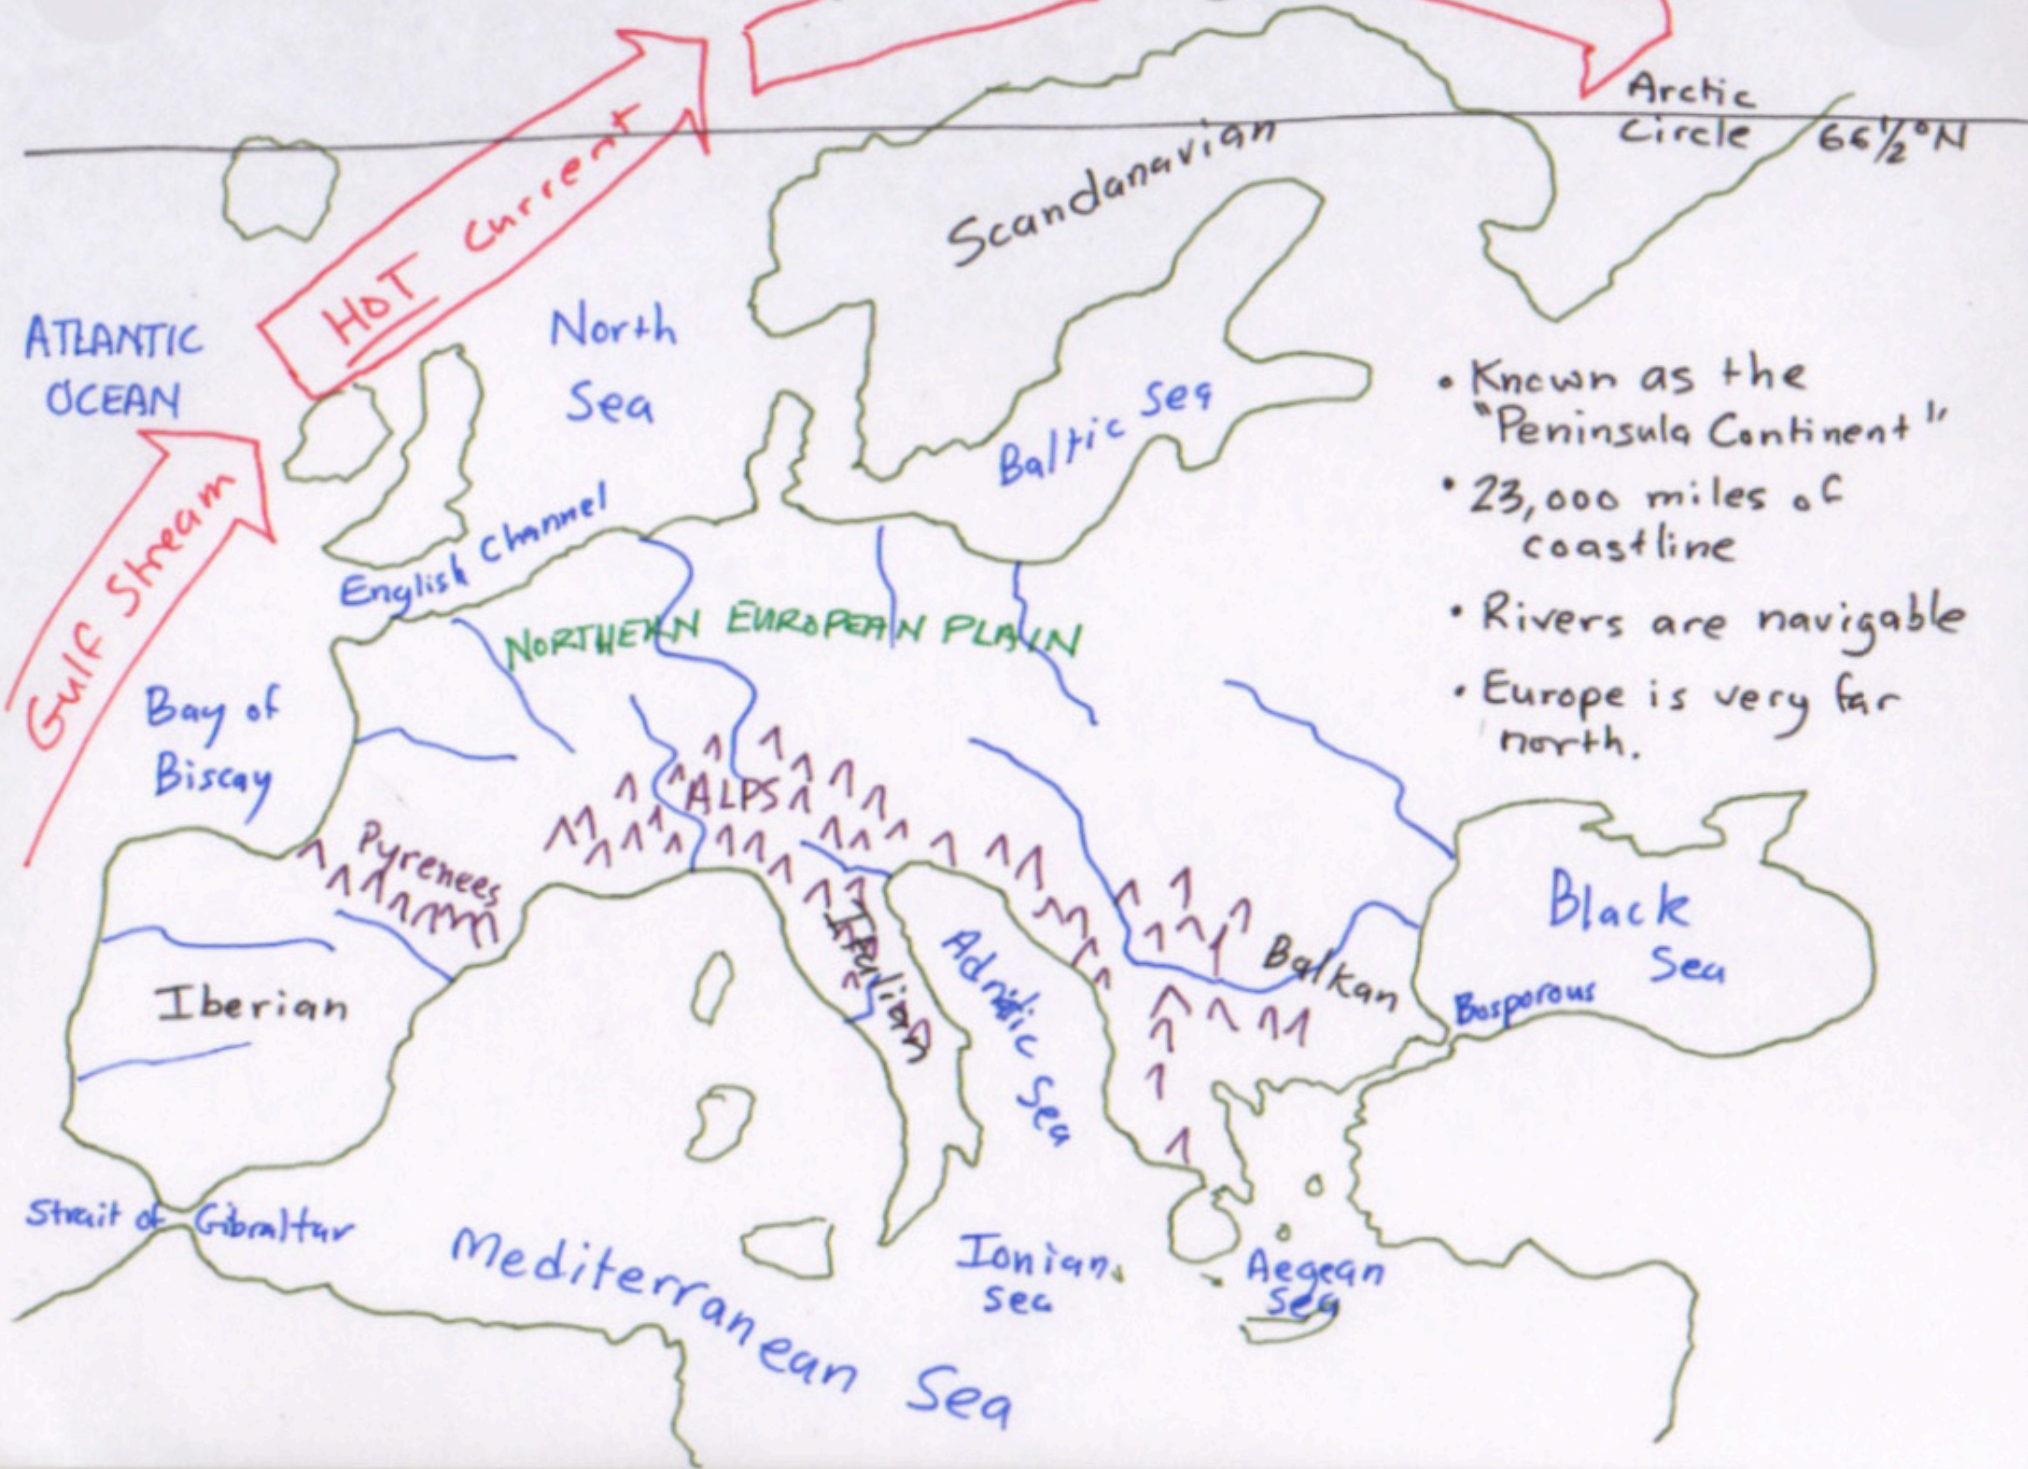 Arctic
Circle 66½°N
Scandanavian
HOT Current
ATLANTIC
OCEAN
North
Sea
Gulf Stream
English Channel
Baltic Sea
• Known as the
"Peninsula Continent"
• 23,000 miles of
coastline
• Rivers are navigable
• Europe is very far
north.
NORTHERN EUROPEAN PLAIN
Bay of
Biscay
ALPS
Pyrenees
Iberian
Italian
Adriatic Sea
Balkan
Black
Sea
Bosporous
Strait of Gibraltar
Mediterranean Sea
Ionian
Sea
Aegean
Sea